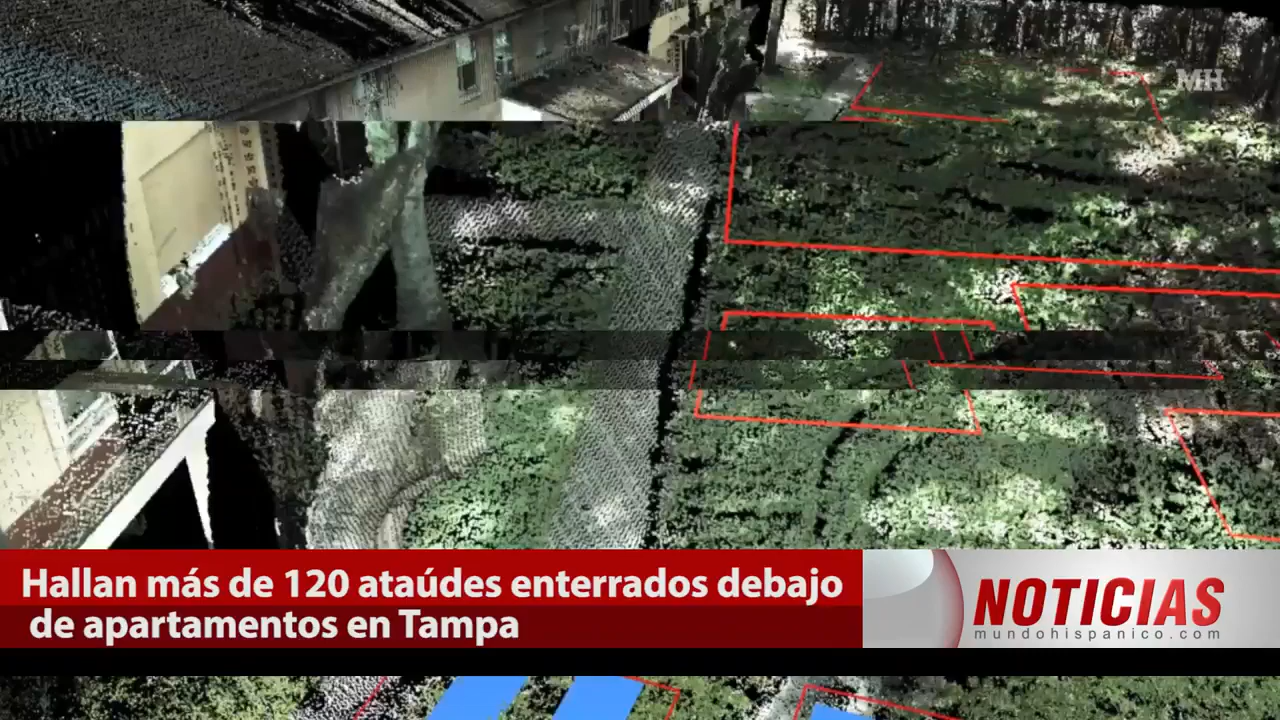 MH
Hallan más de 120 ataúdes enterrados debajo
de apartamentos en Tampa
NOTICIAS
mundohispanico.com